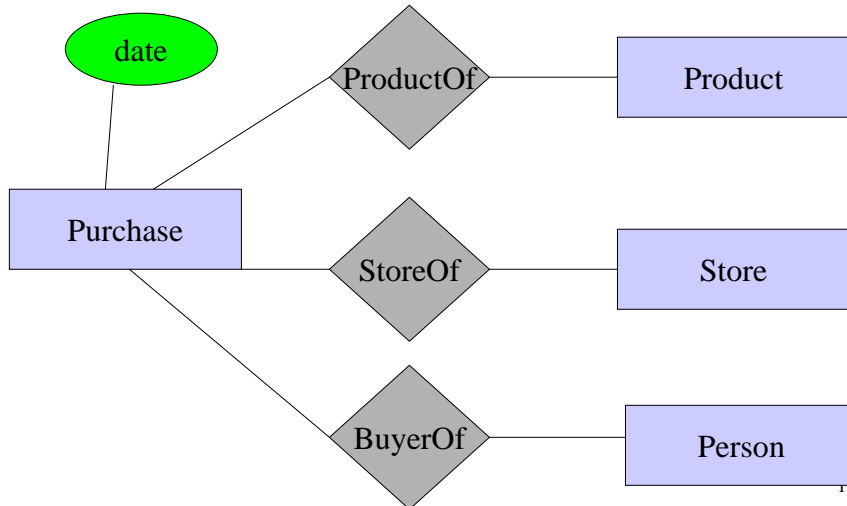 date
ProductOf
Product
Purchase
StoreOf
Store
BuyerOf
Person